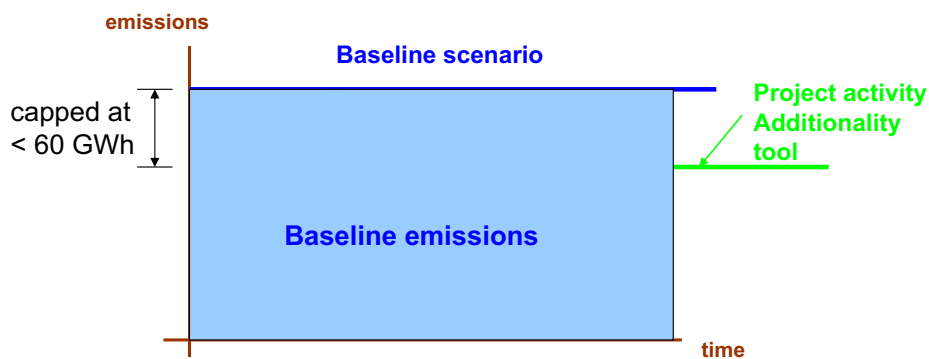 emissions
Baseline scenario
capped at
< 60 GWh
Project activity
Additionality
tool
Baseline emissions
time